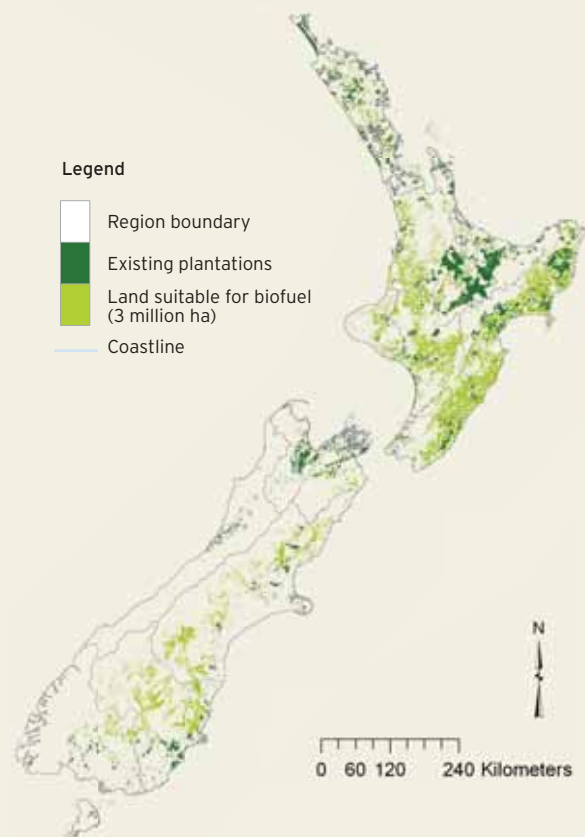 Legend
Region boundary
Existing plantations
Land suitable for biofuel
(3 million ha)
Coastline
N
0 60 120 240 Kilometers